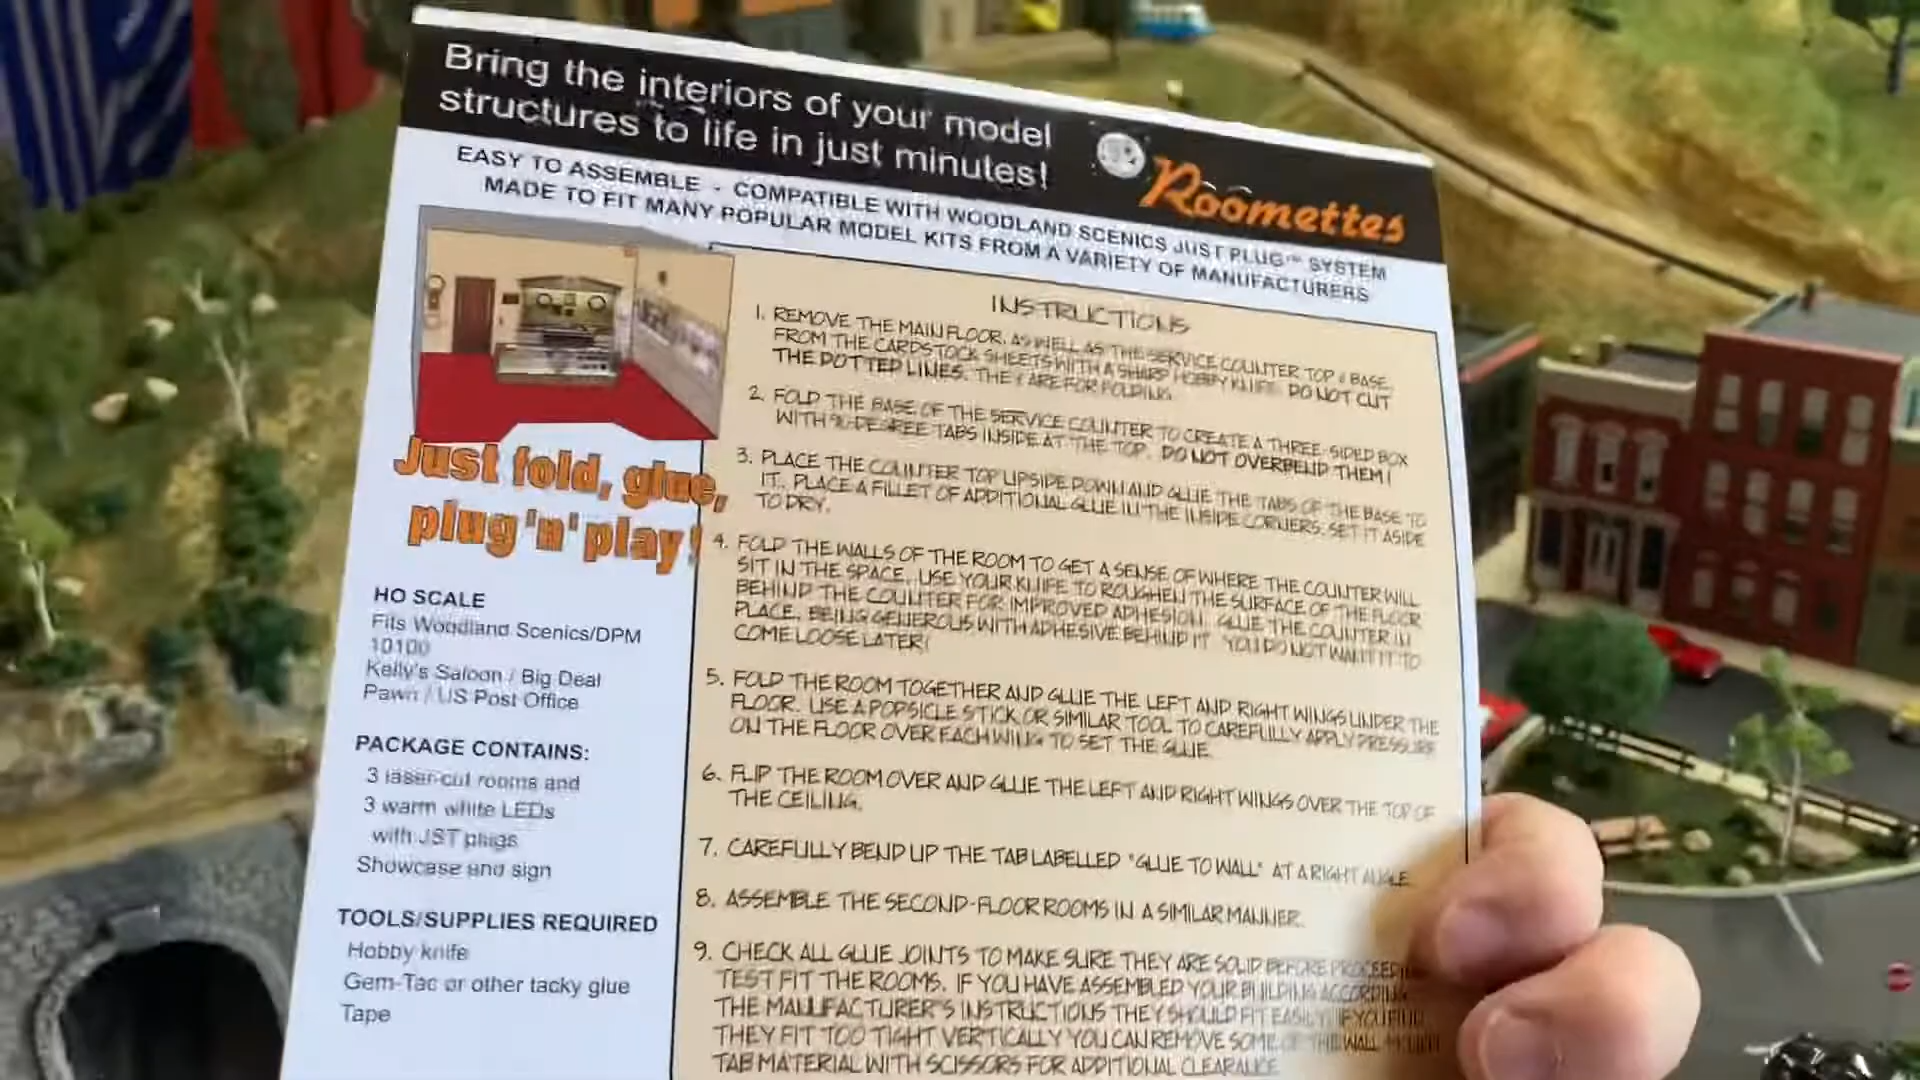 Bring the interiors of your model
structures to life in just minutes!
Roomettes
EASY TO ASSEMBLE - COMPATIBLE WITH WOODLAND SCENICS JUST PLUG™ SYSTEM
MADE TO FIT MANY POPULAR MODEL KITS FROM A VARIETY OF MANUFACTURERS
Just fold, glue,
plug 'n' play!
HO SCALE
Fits Woodland Scenics/DPM
10100
Kelly's Saloon / Big Deal
Pawn / US Post Office
PACKAGE CONTAINS:
3 laser-cut rooms and
3 warm white LEDs
with JST plugs
Showcase and sign
TOOLS/SUPPLIES REQUIRED
Hobby knife
Gem-Tac or other tacky glue
Tape
INSTRUCTIONS
1. REMOVE THE MAIN FLOOR, AS WELL AS THE SERVICE COUNTER TOP & BASE,
FROM THE CARDSTOCK SHEETS WITH A SHARP HOBBY KNIFE. DO NOT CUT
THE DOTTED LINES. THEY ARE FOR FOLDING.
2. FOLD THE BASE OF THE SERVICE COUNTER TO CREATE A THREE-SIDED BOX
WITH 90-DEGREE TABS INSIDE AT THE TOP. DO NOT OVERBEND THEM!
3. PLACE THE COUNTER TOP UPSIDE DOWN AND GLUE THE TABS OF THE BASE TO
IT. PLACE A FILLET OF ADDITIONAL GLUE IN THE INSIDE CORNERS. SET IT ASIDE
TO DRY.
4. FOLD THE WALLS OF THE ROOM TO GET A SENSE OF WHERE THE COUNTER WILL
SIT IN THE SPACE. USE YOUR KNIFE TO ROUGHEN THE SURFACE OF THE FLOOR
BEHIND THE COUNTER FOR IMPROVED ADHESION. GLUE THE COUNTER IN
PLACE, BEING GENEROUS WITH ADHESIVE BEHIND IT. YOU DO NOT WANT IT TO
COME LOOSE LATER!
5. FOLD THE ROOM TOGETHER AND GLUE THE LEFT AND RIGHT WINGS UNDER THE
FLOOR. USE A POPSICLE STICK OR SIMILAR TOOL TO CAREFULLY APPLY PRESSURE
ON THE FLOOR OVER EACH WING TO SET THE GLUE.
6. FLIP THE ROOM OVER AND GLUE THE LEFT AND RIGHT WINGS OVER THE TOP OF
THE CEILING.
7. CAREFULLY BEND UP THE TAB LABELLED "GLUE TO WALL" AT A RIGHT ANGLE.
8. ASSEMBLE THE SECOND-FLOOR ROOMS IN A SIMILAR MANNER.
9. CHECK ALL GLUE JOINTS TO MAKE SURE THEY ARE SOLID BEFORE
TEST FIT THE ROOMS. IF YOU HAVE ASSEMBLED YOUR BUILDING
THE MANUFACTURER'S INSTRUCTIONS THEY SHOULD FIT EASILY. IF YOU FIND
THEY FIT TOO TIGHT VERTICALLY YOU CAN REMOVE SOME OF THE WALL
TAB MATERIAL WITH SCISSORS FOR ADDITIONAL CLEARANCE.